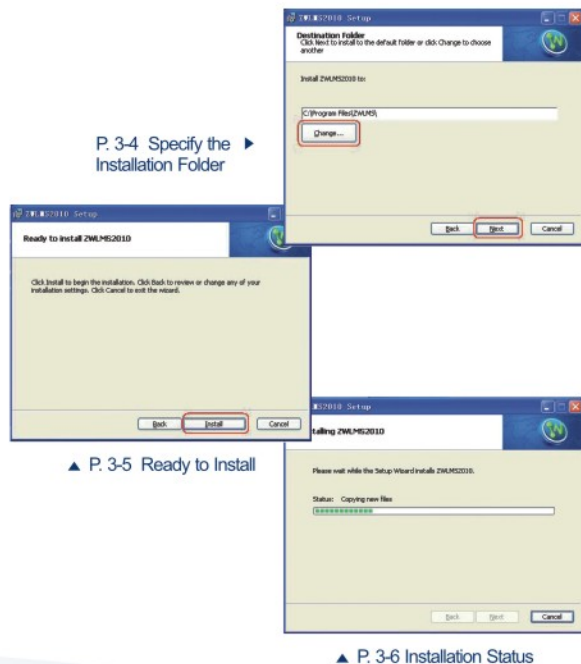 ZWLMS2010 Setup
Destination Folder
Click Next to install to the default folder or click Change to choose
another
Install ZWLMS2010 to:
C:\Program Files\ZWLMS\
Change...
Back
Next
Cancel
P. 3-4 Specify the ▶
Installation Folder
ZWLMS2010 Setup
Ready to install ZWLMS2010
Click Install to begin the installation. Click Back to review or change any of your
installation settings. Click Cancel to exit the wizard.
Back
Install
Cancel
▲ P. 3-5 Ready to Install
LMS2010 Setup
talling ZWLMS2010
Please wait while the Setup Wizard installs ZWLMS2010.
Status: Copying new files
Back
Next
Cancel
▲ P. 3-6 Installation Status